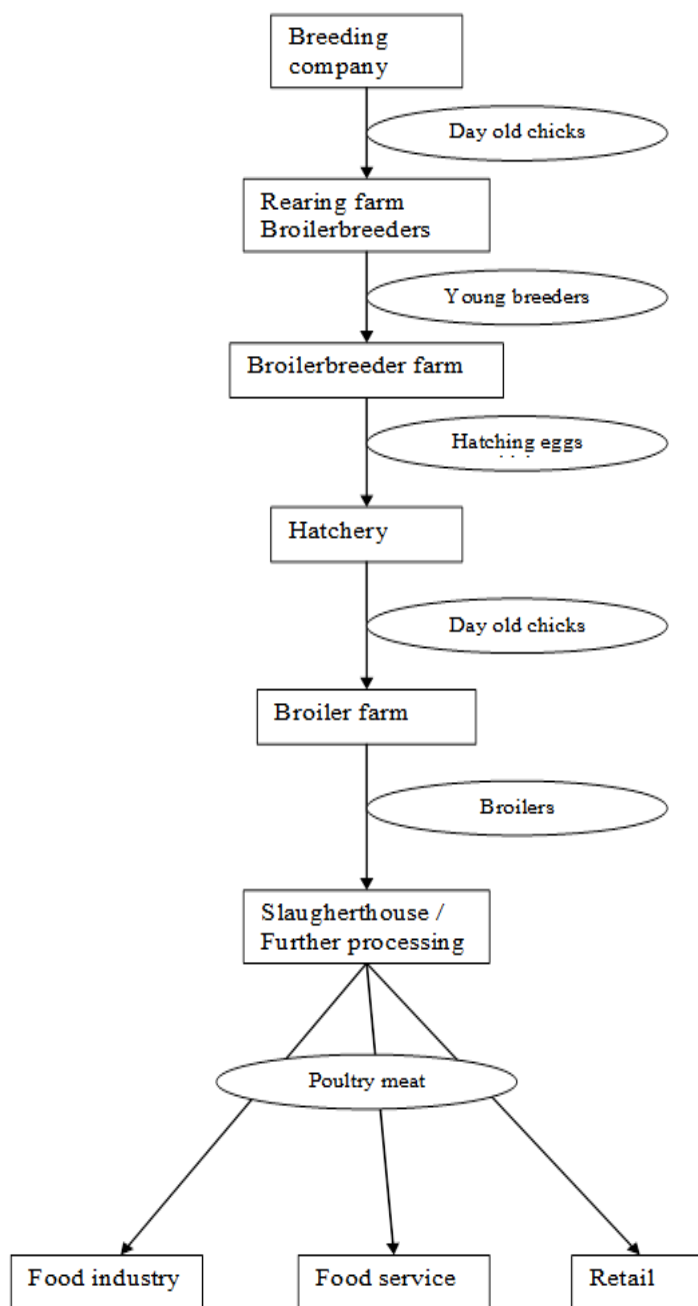 Breeding
company
Day old chicks
Rearing farm
Broilerbreeders
Young breeders
Broilerbreeder farm
Hatching eggs
Hatchery
Day old chicks
Broiler farm
Broilers
Slaugherthouse /
Further processing
Poultry meat
Food industry
Food service
Retail